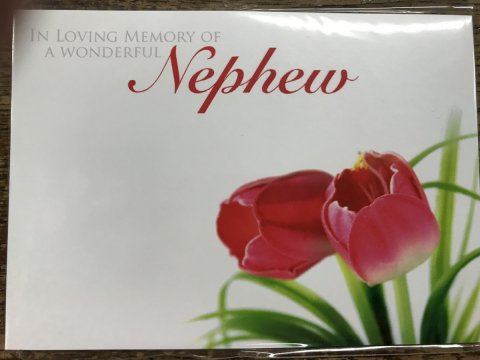 IN LOVING MEMORY OF
A WONDERFUL
Nephew